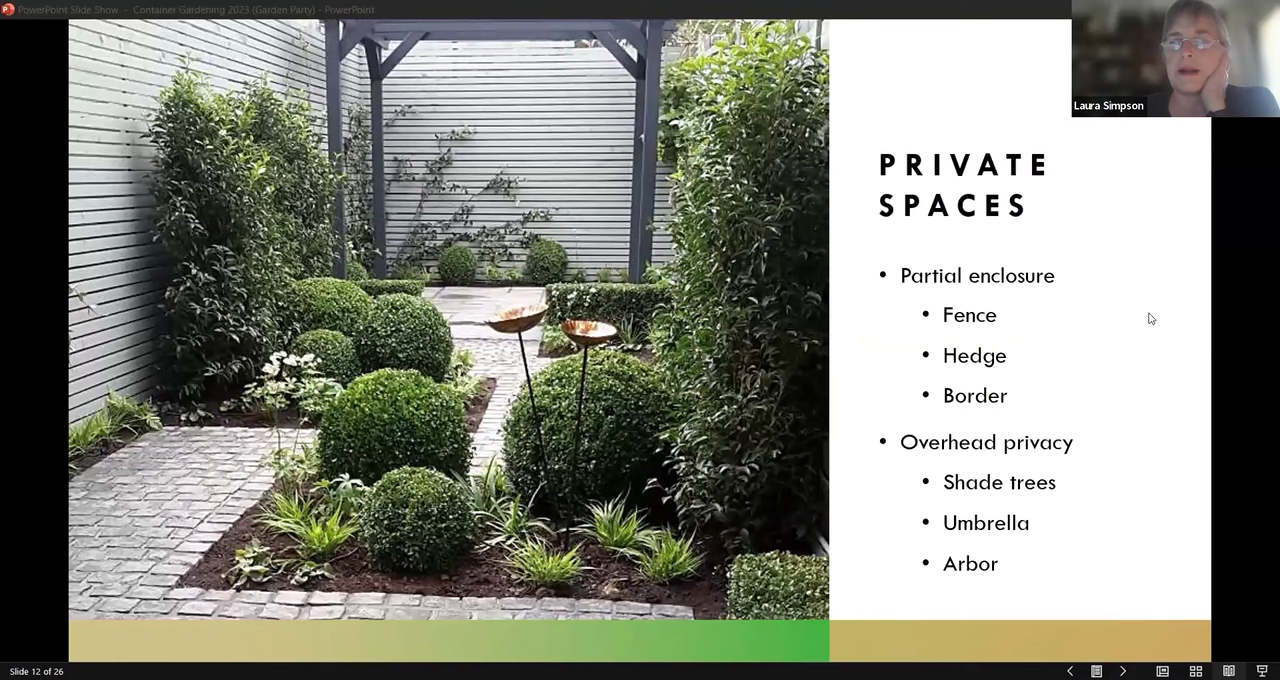 PowerPoint Slide Show - Container Gardening 2023 (Garden Party) - PowerPoint
Laura Simpson
PRIVATE
SPACES
• Partial enclosure
• Fence
• Hedge
• Border
• Overhead privacy
• Shade trees
• Umbrella
• Arbor
Slide 12 of 26